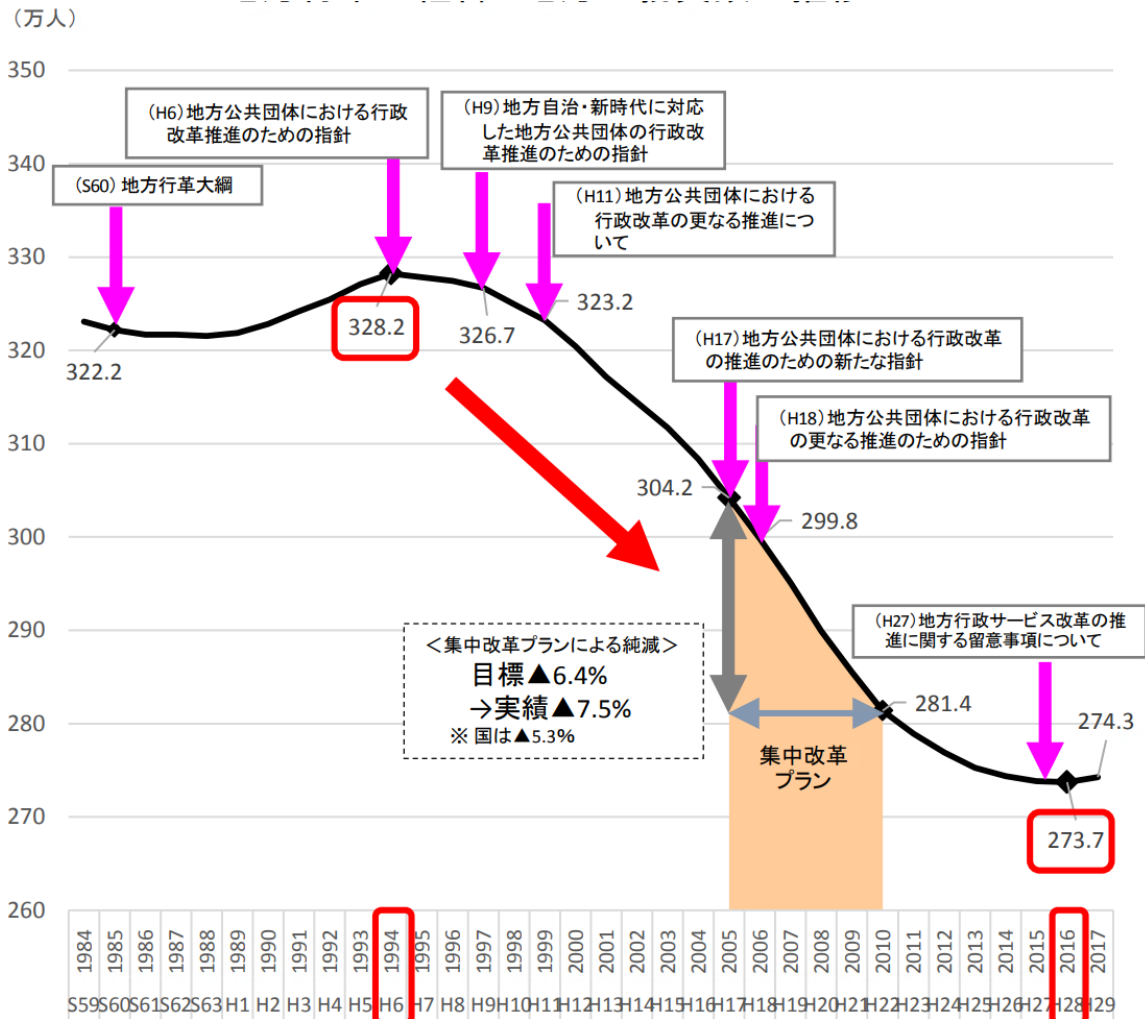 (万人)
350
340
330
320
310
300
290
280
270
260
(S60) 地方行革大綱
(H6)地方公共団体における行政
改革推進のための指針
(H9)地方自治・新時代に対応
した地方公共団体の行政改
革推進のための指針
(H11)地方公共団体における
行政改革の更なる推進につ
いて
(H17)地方公共団体における行政改革
の推進のための新たな指針
(H18)地方公共団体における行政改革
の更なる推進のための指針
(H27)地方行政サービス改革の推
進に関する留意事項について
322.2
328.2
326.7
323.2
304.2
299.8
281.4
274.3
273.7
<集中改革プランによる純減>
目標▲6.4%
→実績▲7.5%
※ 国は▲5.3%
集中改革
プラン
1984 1985 1986 1987 1988 1989 1990 1991 1992 1993 1994 1995 1996 1997 1998 1999 2000 2001 2002 2003 2004 2005 2006 2007 2008 2009 2010 2011 2012 2013 2014 2015 2016 2017
S59 S60 S61 S62 S63 H1 H2 H3 H4 H5 H6 H7 H8 H9 H10 H11 H12 H13 H14 H15 H16 H17 H18 H19 H20 H21 H22 H23 H24 H25 H26 H27 H28 H29